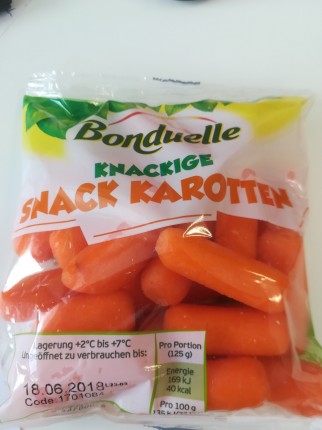 Bonduelle
KNACKIGE
SNACK KAROTTEN
Lagerung +2°C bis +7°C
Ungeöffnet zu verbrauchen bis:
18.06.2018
Pro Portion
(125 g)
Energie
169 kJ
40 kcal
Pro 100 g